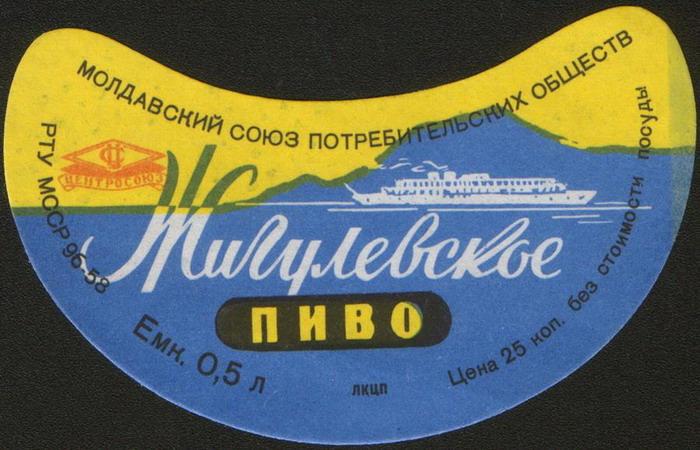 МОЛДАВСКИЙ СОЮЗ ПОТРЕБИТЕЛЬСКИХ ОБЩЕСТВ
ЦЕНТРОСОЮЗ
РТУ МССР 96-58
Жигулевское
ПИВО
Емк. 0,5 л
лкцп
Цена 25 коп. без стоимости посуды